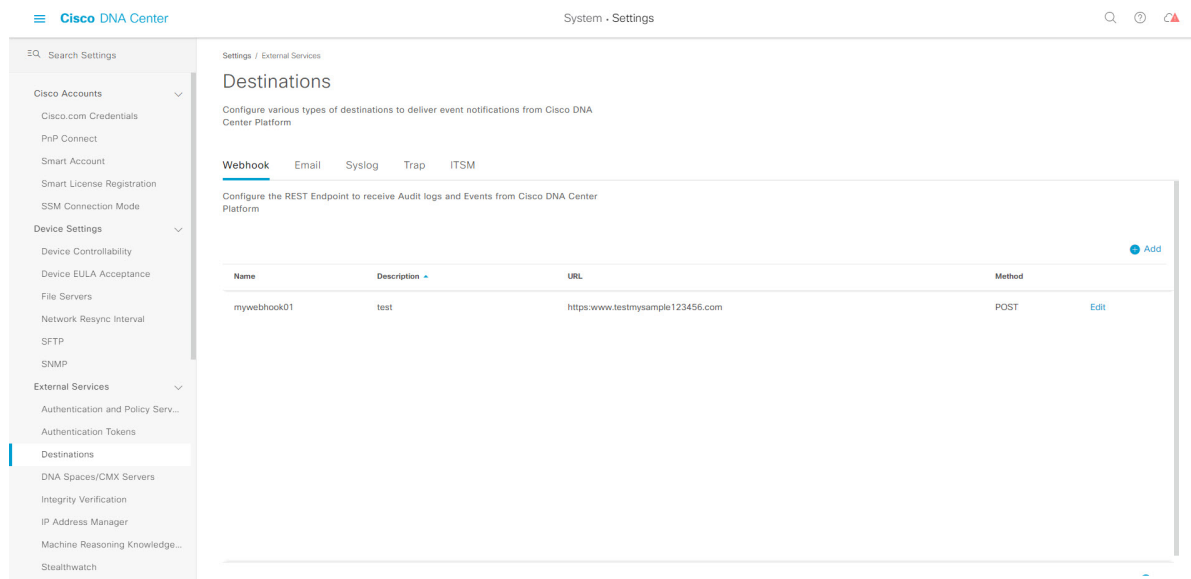 Cisco DNA Center
System · Settings
Search Settings
Cisco Accounts
Cisco.com Credentials
PnP Connect
Smart Account
Smart License Registration
SSM Connection Mode
Device Settings
Device Controllability
Device EULA Acceptance
File Servers
Network Resync Interval
SFTP
SNMP
External Services
Authentication and Policy Serv...
Authentication Tokens
Destinations
DNA Spaces/CMX Servers
Integrity Verification
IP Address Manager
Machine Reasoning Knowledge...
Stealthwatch
Settings / External Services
Destinations
Configure various types of destinations to deliver event notifications from Cisco DNA
Center Platform
Webhook Email Syslog Trap ITSM
Configure the REST Endpoint to receive Audit logs and Events from Cisco DNA Center
Platform
Add
Name Description URL Method
mywebhook01 test https:www.testmysample123456.com POST Edit